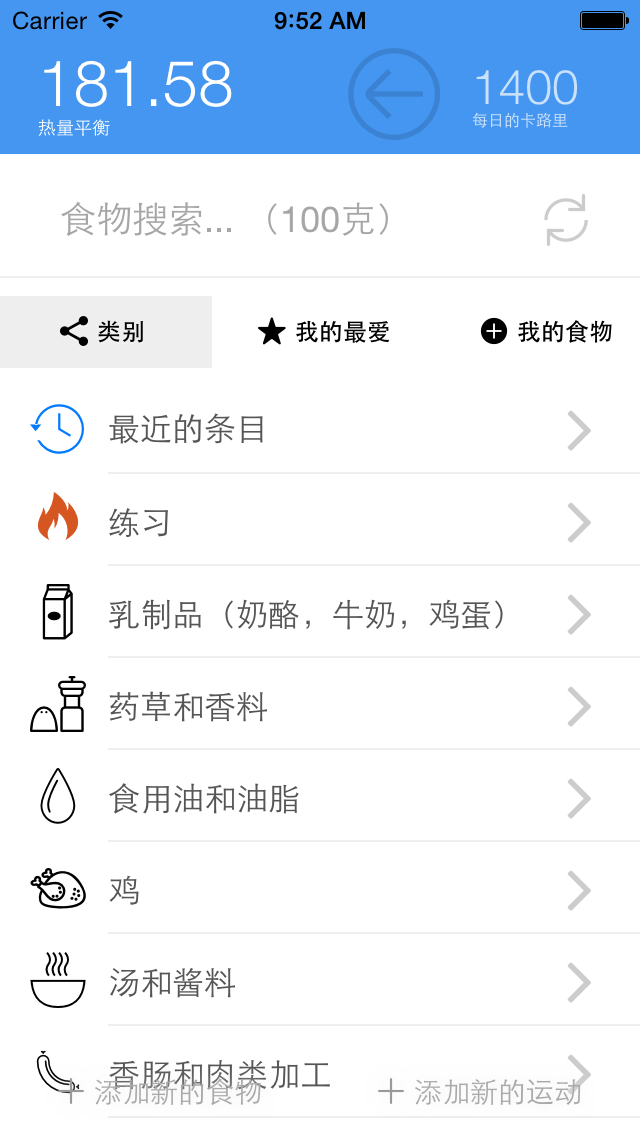 Carrier 9:52 AM
181.58 1400
热量平衡 每日的卡路里
食物搜索... （100克）
类别 我的最爱 我的食物
最近的条目
练习
乳制品（奶酪，牛奶，鸡蛋）
药草和香料
食用油和油脂
鸡
汤和酱料
香肠和肉类加工
添加新的食物 添加新的运动